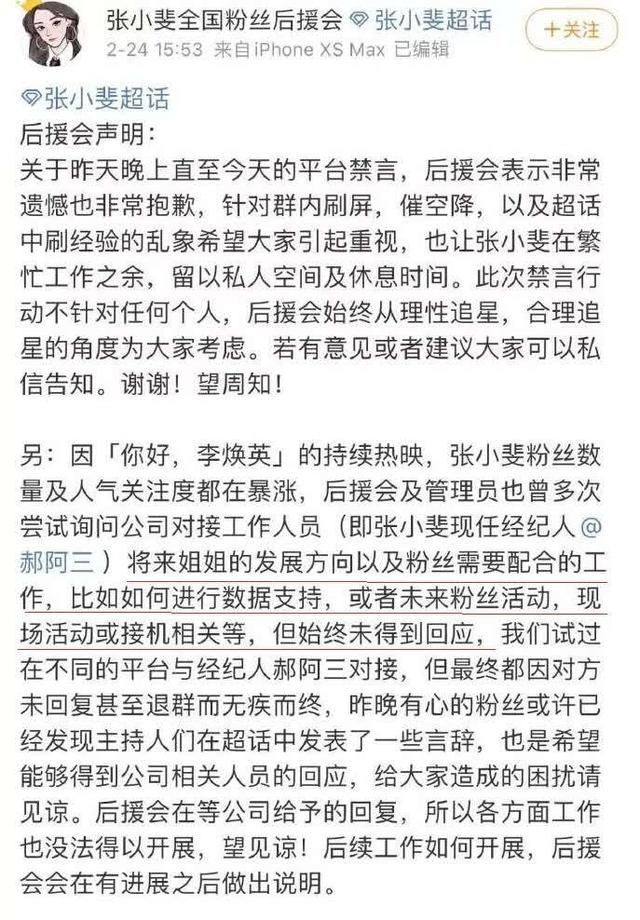 张小斐全国粉丝后援会 张小斐超话
2-24 15:53 来自iPhone XS Max 已编辑
+关注
张小斐超话
后援会声明：
关于昨天晚上直至今天的平台禁言，后援会表示非常
遗憾也非常抱歉，针对群内刷屏，催空降，以及超话
中刷经验的乱象希望大家引起重视，也让张小斐在繁
忙工作之余，留以私人空间及休息时间。此次禁言行
动不针对任何个人，后援会始终从理性追星，合理追
星的角度为大家考虑。若有意见或者建议大家可以私
信告知。谢谢！望周知！
另：因「你好，李焕英」的持续热映，张小斐粉丝数
量及人气关注度都在暴涨，后援会及管理员也曾多次
尝试询问公司对接工作人员（即张小斐现任经纪人@
郝阿三）将来姐姐的发展方向以及粉丝需要配合的工
作，比如如何进行数据支持，或者未来粉丝活动，现
场活动或接机相关等，但始终未得到回应，我们试过
在不同的平台与经纪人郝阿三对接，但最终都因对方
未回复甚至退群而无疾而终，昨晚有心的粉丝或许已
经发现主持人们在超话中发表了一些言辞，也是希望
能够得到公司相关人员的回应，给大家造成的困扰请
见谅。后援会在等公司给予的回复，所以各方面工作
也没法得以开展，望见谅！后续工作如何开展，后援
会会在有进展之后做出说明。